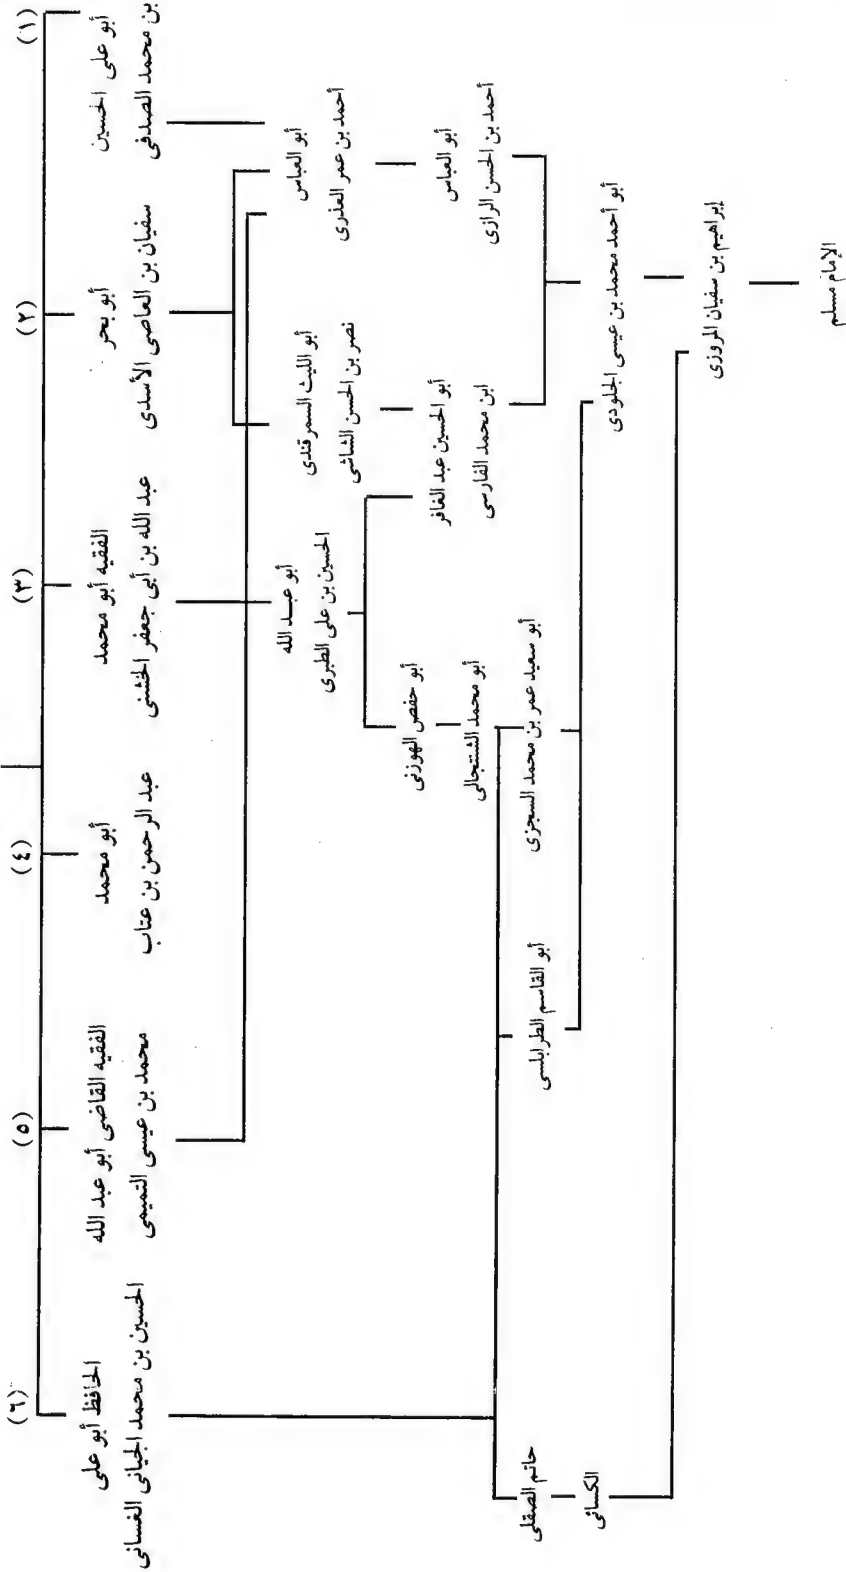 (١)
أبو على الحسين
بن محمد الصدفى
(٢)
أبو بحر
سفيان بن العاصى الأسدى
(٣)
الفقيه أبو محمد
عبد الله بن أبى جعفر الخشنى
(٤)
أبو محمد
عبد الرحمن بن عتاب
(٥)
الفقيه القاضى أبو عبد الله
محمد بن عيسى التميمى
(٦)
الحافظ أبو على
الحسين بن محمد الجيانى الغسانى
أبو العباس
أحمد بن عمر العذرى
أبو الليث السمرقندى
نصر بن الحسن الشاشى
أبو عبد الله
الحسين بن على الطبرى
أبو العباس
أحمد بن الحسن الرازى
أبو الحسين عبد الغافر
ابن محمد الفارسى
أبو حفص الهوزنى
أبو محمد الشنتجالى
أبو سعيد عمر بن محمد السجزى
أبو القاسم الطرابلسى
حاتم الصقلى
الكسائى
أبو أحمد محمد بن عيسى الجلودى
إبراهيم بن سفيان المروزى
الإمام مسلم